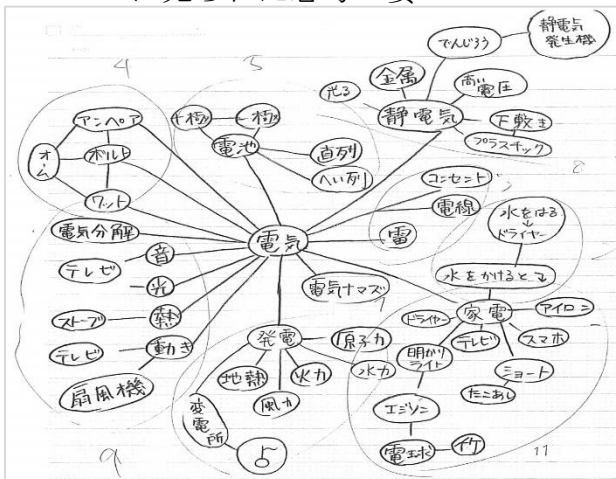 でんじろう
静電気
発生機
4
5
金属
高い
電圧
光る
静電気
アンペア
+極
-極
下敷き
電池
プラスチック
オーム
ボルト
直列
8
コンセント
へい列
ワット
電線
水をはる
↓
ドライヤー
電気分解
音
電気
雷
テレビ
光
水をかけると
電気ナマズ
ストーブ
熱
発電
原子力
ドライヤー
家電
アイロン
テレビ
動き
明かり
ライト
テレビ
スマホ
地熱
火力
水力
ショート
扇風機
風力
たこあし
変電所
エジソン
9
電球
11